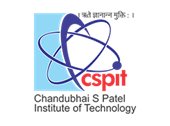 । ऋते ज्ञानान्न मुक्तिः ।
cspit
Chandubhai S Patel
Institute of Technology